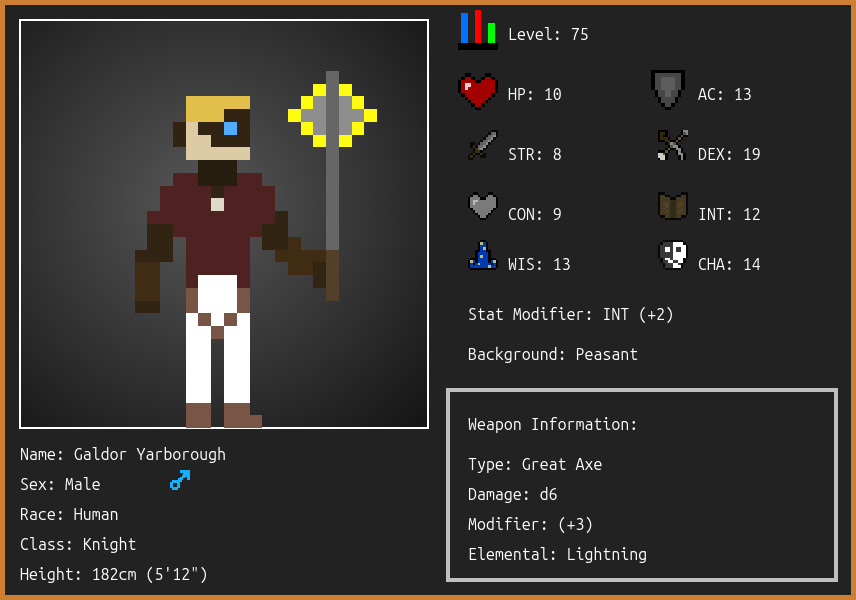 Level: 75
HP: 10
AC: 13
STR: 8
DEX: 19
CON: 9
INT: 12
WIS: 13
CHA: 14
Stat Modifier: INT (+2)
Background: Peasant
Weapon Information:
Type: Great Axe
Damage: d6
Modifier: (+3)
Elemental: Lightning
Name: Galdor Yarborough
Sex: Male
Race: Human
Class: Knight
Height: 182cm (5'12")